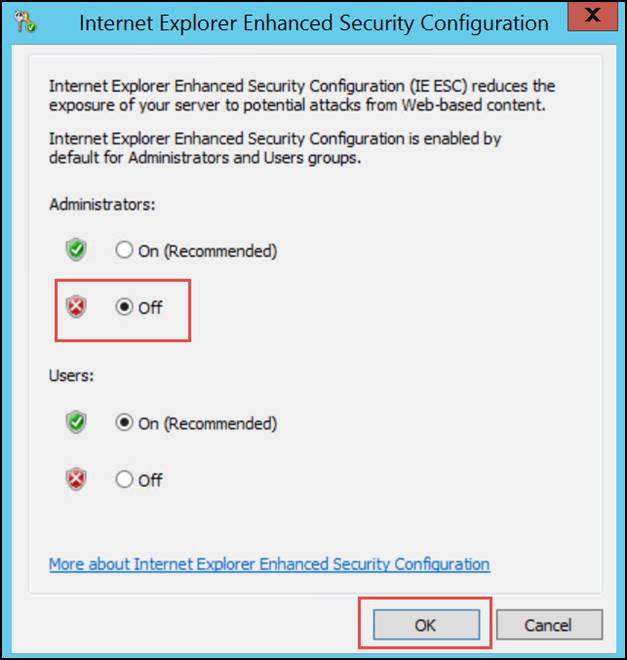 Internet Explorer Enhanced Security Configuration
X
Internet Explorer Enhanced Security Configuration (IE ESC) reduces the
exposure of your server to potential attacks from Web-based content.
Internet Explorer Enhanced Security Configuration is enabled by
default for Administrators and Users groups.
Administrators:
On (Recommended)
Off
Users:
On (Recommended)
Off
More about Internet Explorer Enhanced Security Configuration
OK
Cancel